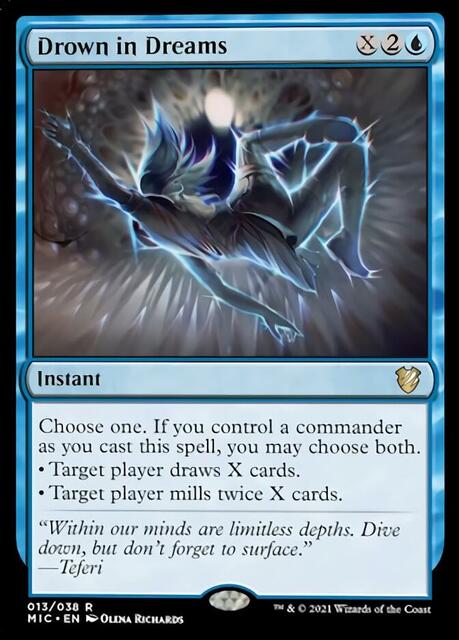 Drown in Dreams X 2
Instant
Choose one. If you control a commander
as you cast this spell, you may choose both.
• Target player draws X cards.
• Target player mills twice X cards.
“Within our minds are limitless depths. Dive
down, but don’t forget to surface.”
—Teferi
013/038 R
MIC • EN Olena Richards ™ & © 2021 Wizards of the Coast